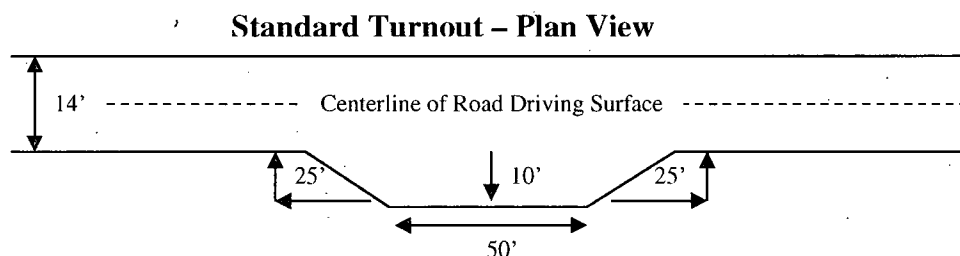 Standard Turnout – Plan View
14'
Centerline of Road Driving Surface
25'
10'
25'
50'